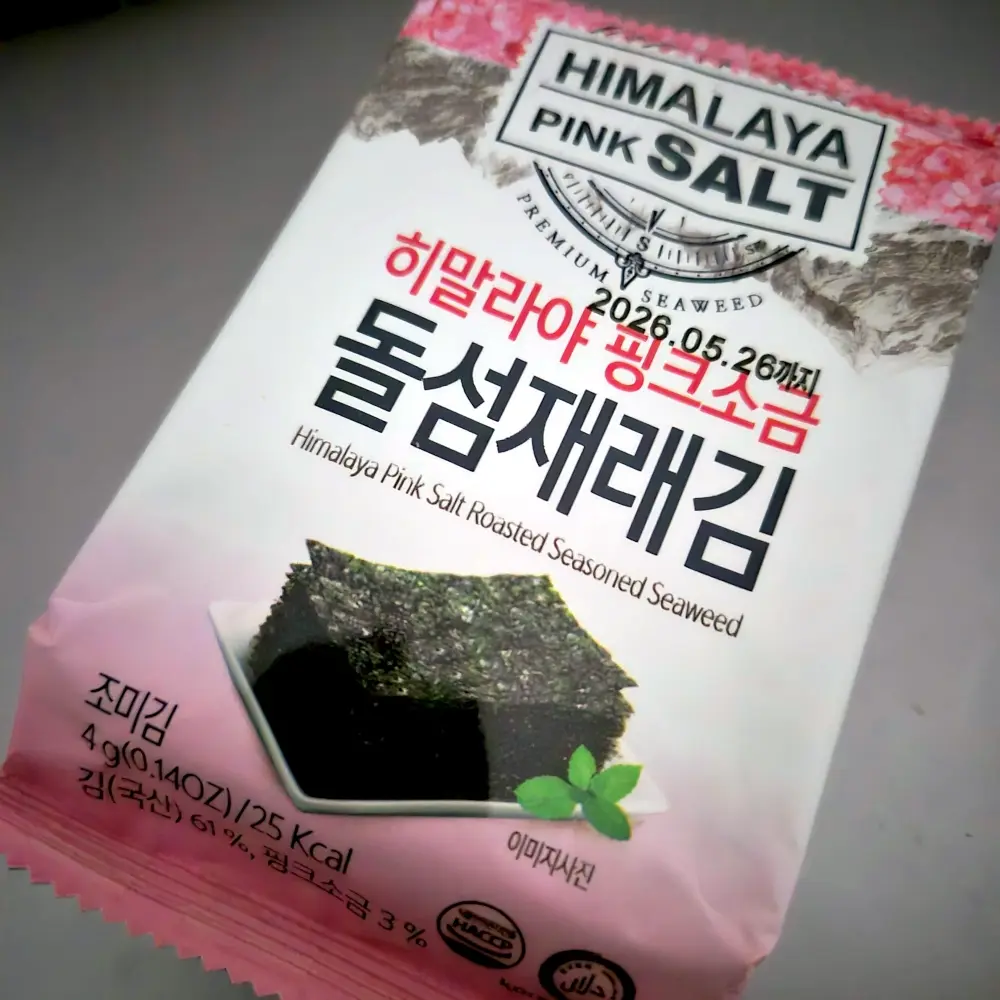 HIMALAYA
PINK SALT
PREMIUM SEAWEED
2026.05.26까지
히말라야 핑크소금
돌섬재래김
Himalaya Pink Salt Roasted Seasoned Seaweed
조미김
4 g(0.14OZ) / 25 Kcal
김(국산) 61 %, 핑크소금 3 %
이미지사진
HACCP
حلال